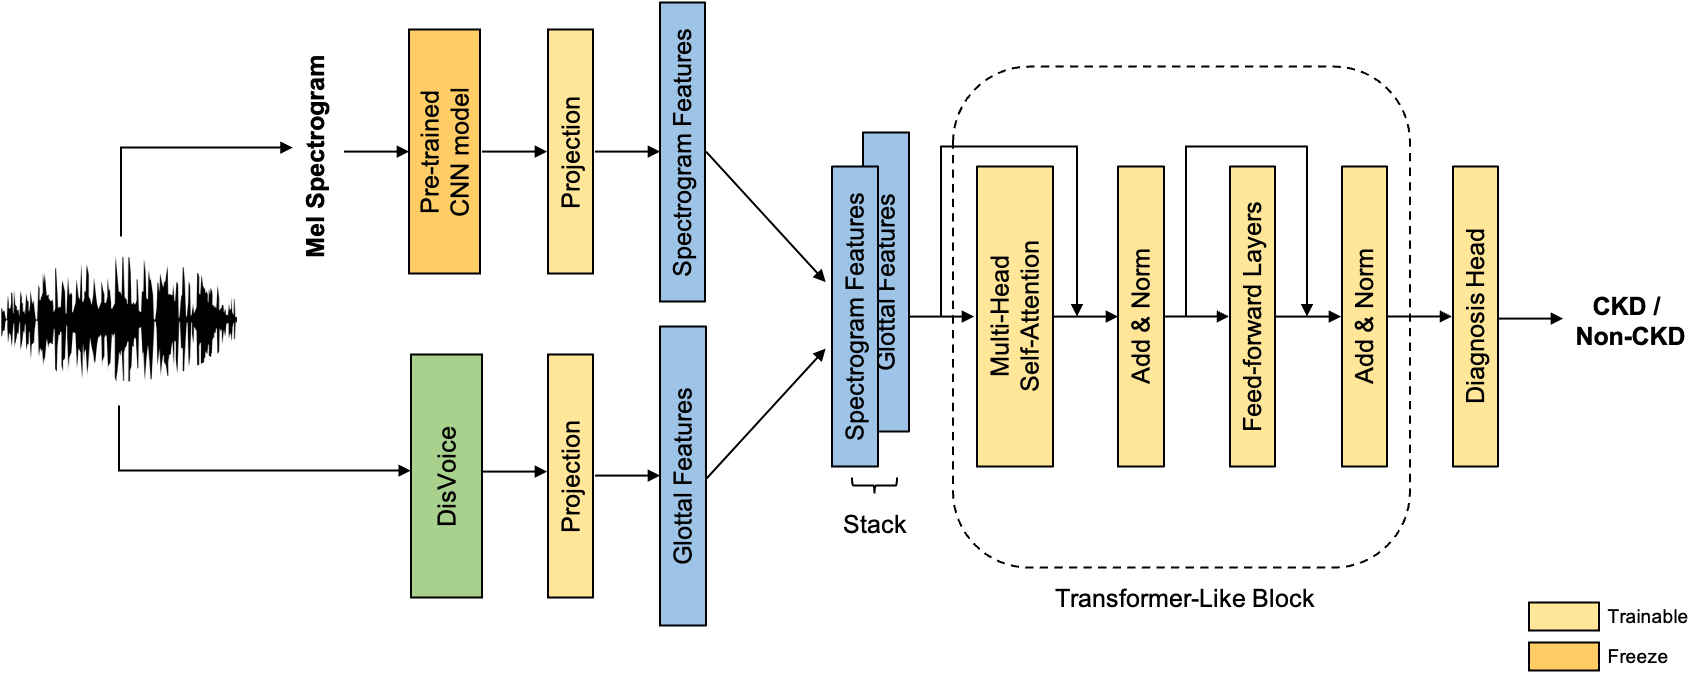 Mel Spectrogram
Pre-trained
CNN model
Projection
Spectrogram Features
DisVoice
Projection
Glottal Features
Spectrogram Features
Glottal Features
Stack
Multi-Head
Self-Attention
Add & Norm
Feed-forward Layers
Add & Norm
Transformer-Like Block
Diagnosis Head
CKD /
Non-CKD
Trainable
Freeze